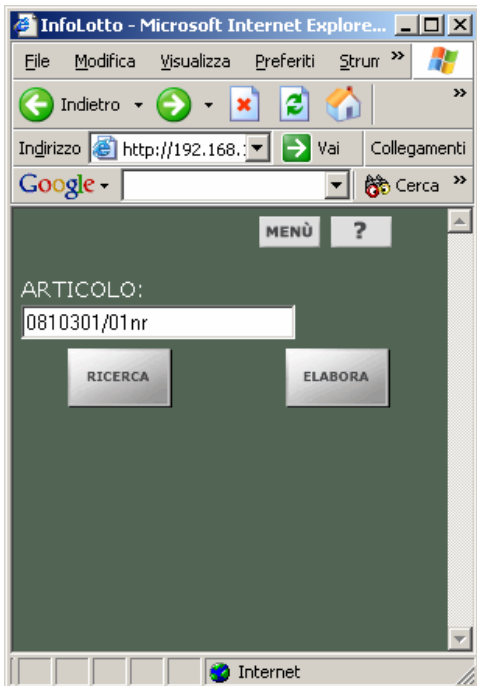 InfoLotto - Microsoft Internet Explore...
File Modifica Visualizza Preferiti Strum »
Indietro »
Indirizzo http://192.168.: Vai Collegamenti
Google Cerca »
MENÙ ?
ARTICOLO:
0810301/01nr
RICERCA ELABORA
Internet